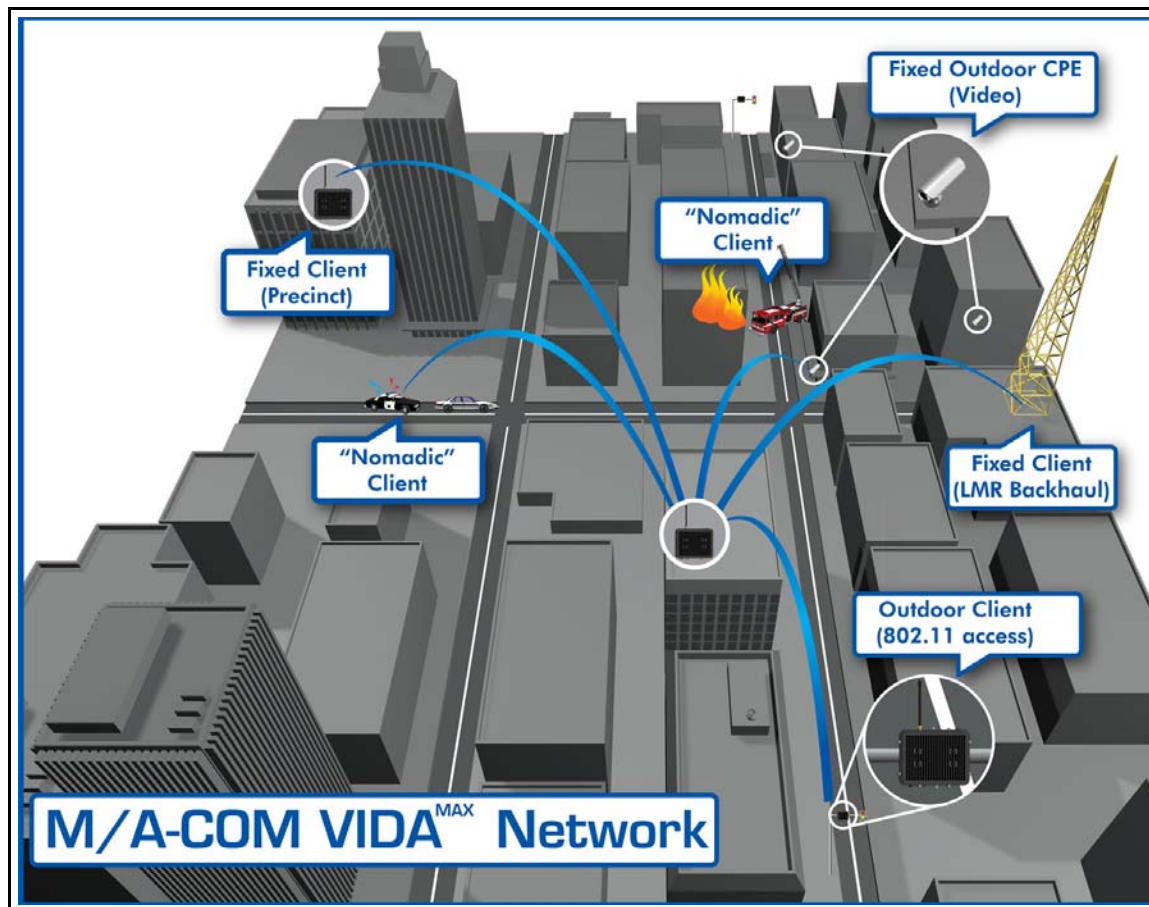 Fixed Outdoor CPE
(Video)
“Nomadic”
Client
Fixed Client
(Precinct)
“Nomadic”
Client
Fixed Client
(LMR Backhaul)
Outdoor Client
(802.11 access)
M/A-COM VIDA MAX Network